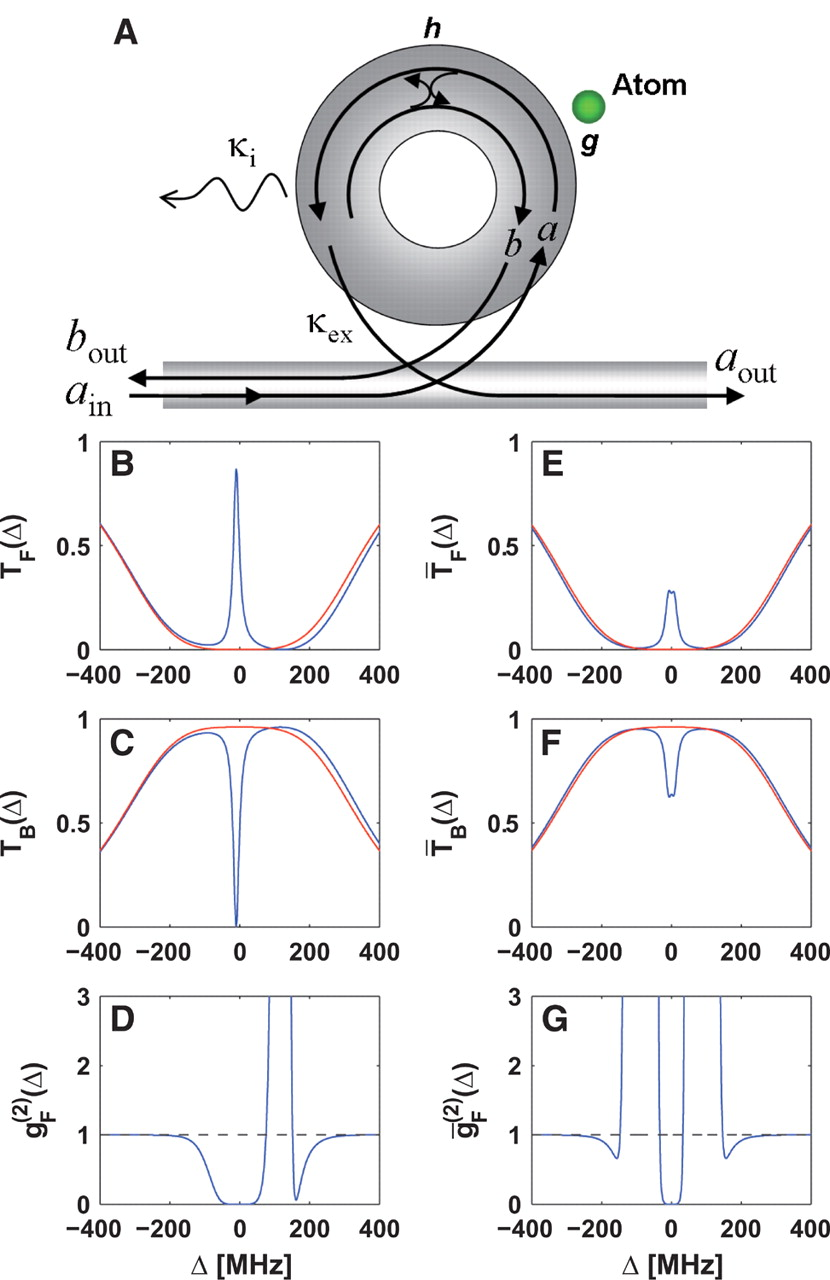 A
h
Atom
g
κi
b a
κex
bout
ain
aout
B
TF(Δ)
1
0.5
0
−400 −200 0 200 400
E
T̄F(Δ)
1
0.5
0
−400 −200 0 200 400
C
TB(Δ)
1
0.5
0
−400 −200 0 200 400
F
T̄B(Δ)
1
0.5
0
−400 −200 0 200 400
D
gF(2)(Δ)
3
2
1
0
−400 −200 0 200 400
Δ [MHz]
G
ḡF(2)(Δ)
3
2
1
0
−400 −200 0 200 400
Δ [MHz]